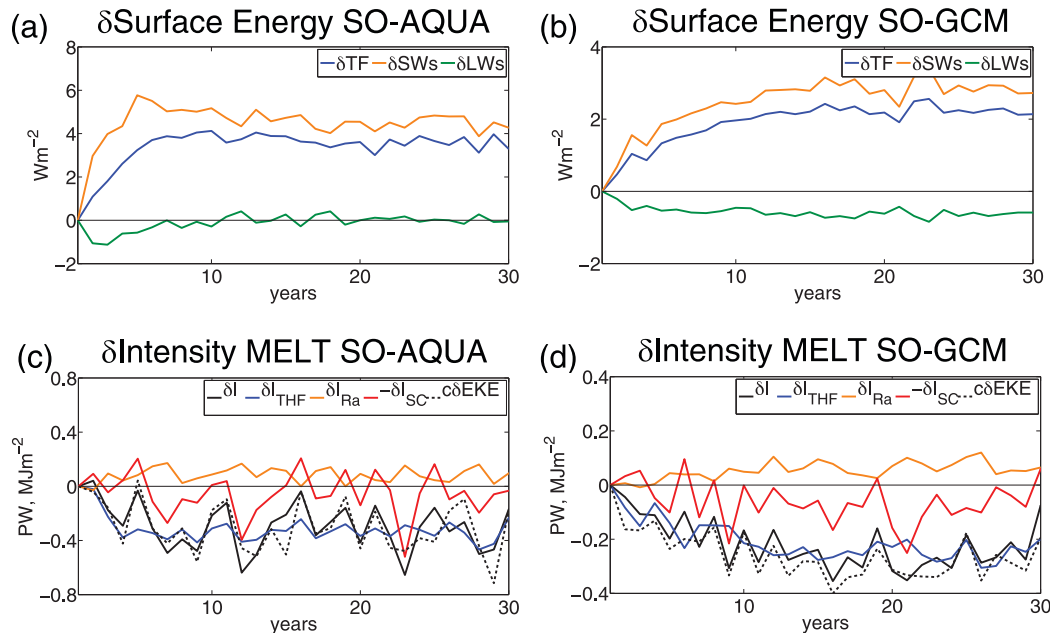 (a) δSurface Energy SO-AQUA
8
6
4
2
0
−2
Wm⁻²
δTF δSWs δLWs
10 20 30
years
(b) δSurface Energy SO-GCM
4
2
0
−2
Wm⁻²
δTF δSWs δLWs
10 20 30
years
(c) δIntensity MELT SO-AQUA
0.8
0.4
0
−0.4
−0.8
PW, MJm⁻²
δI δI_THF δI_Ra −δI_SC cδEKE
10 20 30
years
(d) δIntensity MELT SO-GCM
0.4
0.2
0
−0.2
−0.4
PW, MJm⁻²
δI δI_THF δI_Ra −δI_SC cδEKE
10 20 30
years